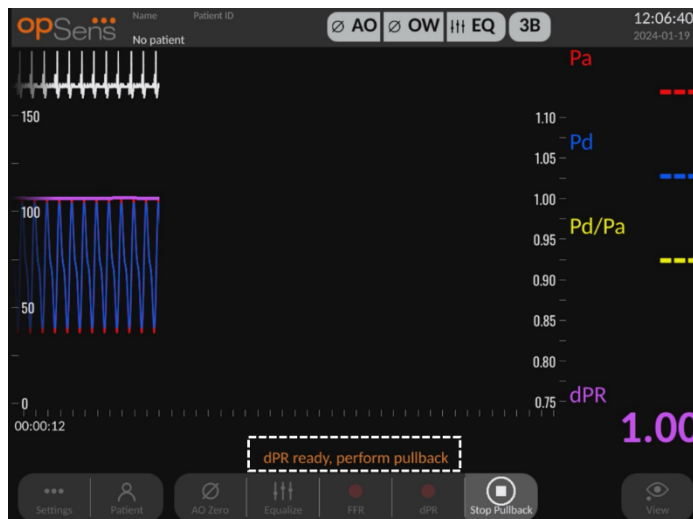 opSens
Name Patient ID
No patient
Ø AO Ø OW EQ 3B
12:06:40
2024-01-19
Pa
150
1.10
Pd
1.05
1.00
100
Pd/Pa
0.95
0.90
50
0.85
0.80
0
0.75
dPR
00:00:12
1.00
dPR ready, perform pullback
Settings Patient AO Zero Equalize FFR dPR Stop Pullback View